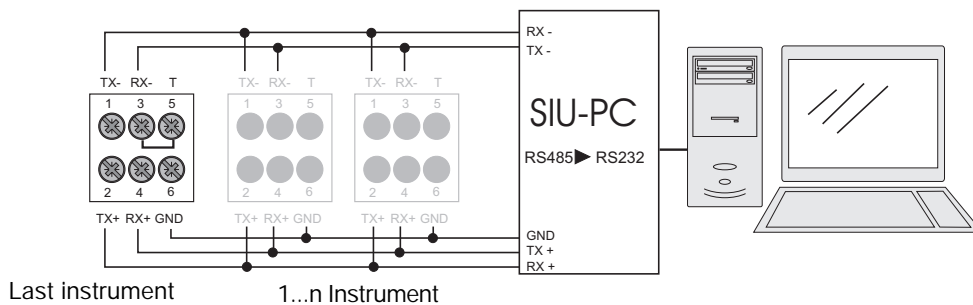 RX -
TX -
TX- RX- T
TX- RX- T
TX- RX- T
1 3 5
1 3 5
1 3 5
SIU-PC
RS485▶ RS232
2 4 6
2 4 6
2 4 6
TX+ RX+ GND
TX+ RX+ GND
TX+ RX+ GND
GND
TX +
RX +
Last instrument
1...n Instrument